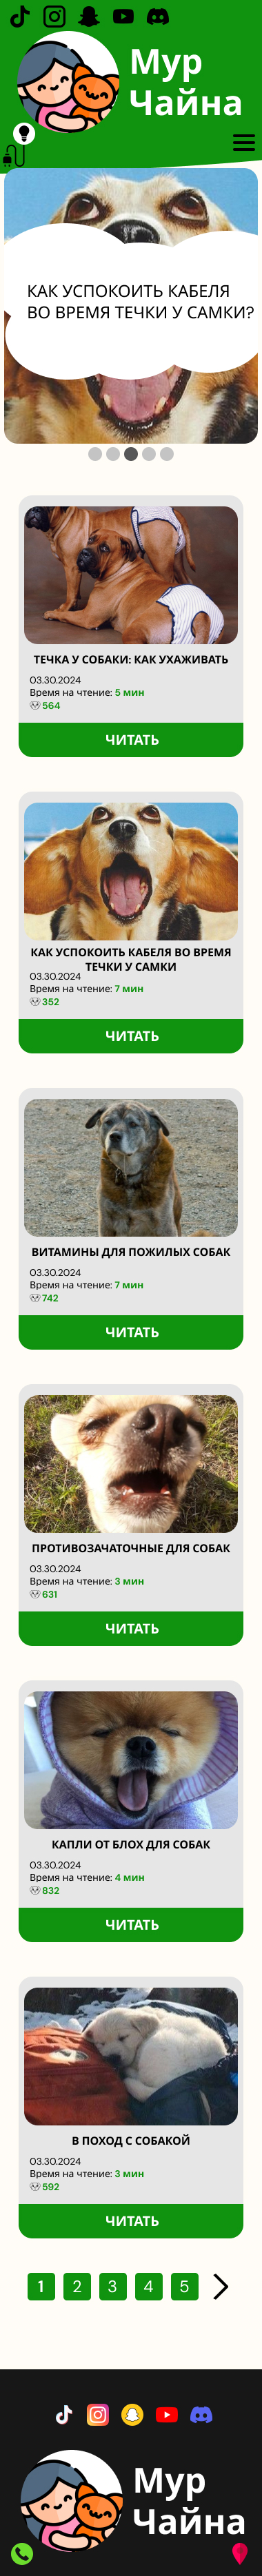 Мур
Чайна
КАК УСПОКОИТЬ КАБЕЛЯ
ВО ВРЕМЯ ТЕЧКИ У САМКИ?
ТЕЧКА У СОБАКИ: КАК УХАЖИВАТЬ
03.30.2024
Время на чтение: 5 мин
564
ЧИТАТЬ
КАК УСПОКОИТЬ КАБЕЛЯ ВО ВРЕМЯ
ТЕЧКИ У САМКИ
03.30.2024
Время на чтение: 7 мин
352
ЧИТАТЬ
ВИТАМИНЫ ДЛЯ ПОЖИЛЫХ СОБАК
03.30.2024
Время на чтение: 7 мин
742
ЧИТАТЬ
ПРОТИВОЗАЧАТОЧНЫЕ ДЛЯ СОБАК
03.30.2024
Время на чтение: 3 мин
631
ЧИТАТЬ
КАПЛИ ОТ БЛОХ ДЛЯ СОБАК
03.30.2024
Время на чтение: 4 мин
832
ЧИТАТЬ
В ПОХОД С СОБАКОЙ
03.30.2024
Время на чтение: 3 мин
592
ЧИТАТЬ
1 2 3 4 5
Мур
Чайна